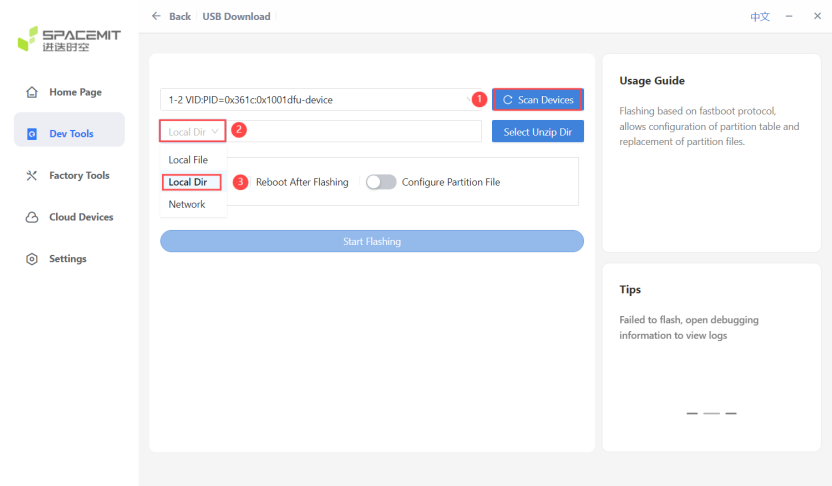 ← Back USB Download
中文
SPACEMIT
进迭时空
Home Page
Dev Tools
Factory Tools
Cloud Devices
Settings
1-2 VID:PID=0x361c:0x1001dfu-device
1
Scan Devices
Local Dir
2
Select Unzip Dir
Local File
Local Dir
3
Reboot After Flashing
Configure Partition File
Network
Start Flashing
Usage Guide
Flashing based on fastboot protocol,
allows configuration of partition table and
replacement of partition files.
Tips
Failed to flash, open debugging
information to view logs